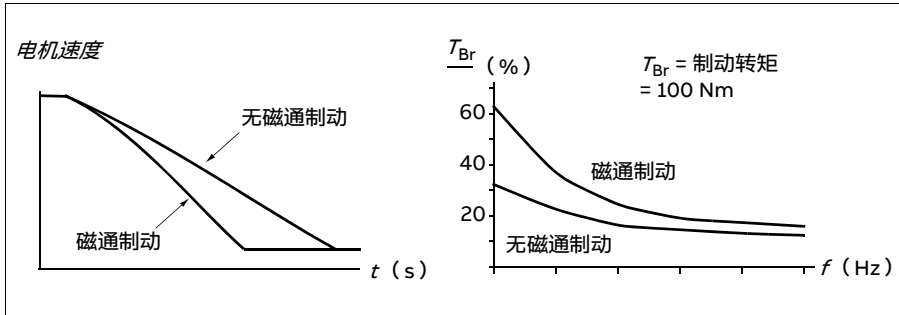 电机速度
无磁通制动
磁通制动
t（s）
T_Br（%）
T_Br = 制动转矩
= 100 Nm
60
40
20
磁通制动
无磁通制动
f（Hz）